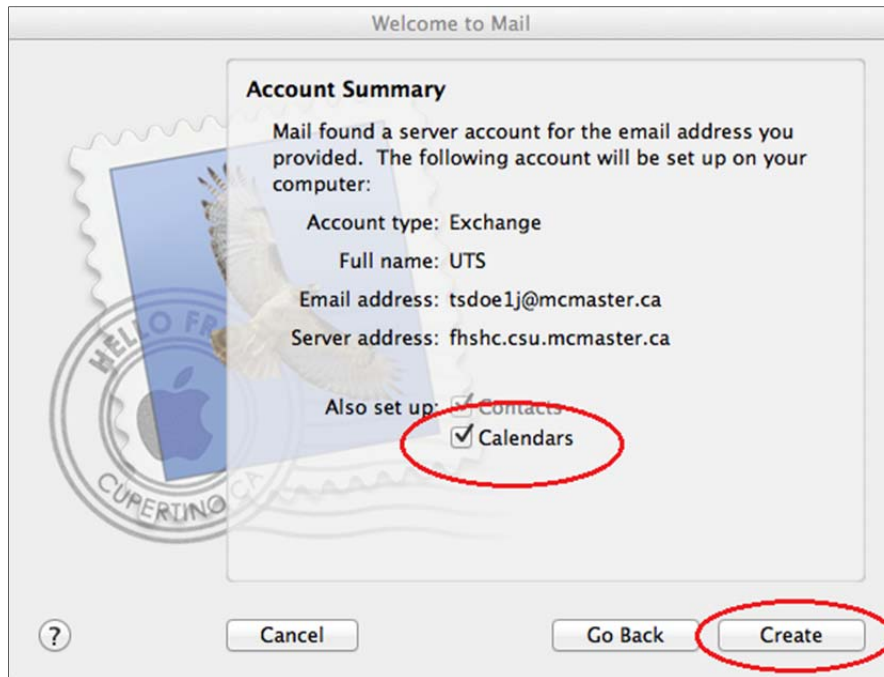 Welcome to Mail
Account Summary
Mail found a server account for the email address you
provided. The following account will be set up on your
computer:
Account type: Exchange
Full name: UTS
Email address: tsdoe1j@mcmaster.ca
Server address: fhshc.csu.mcmaster.ca
Also set up: Contacts
Calendars
HELLO FR
CUPERTINO CA
? Cancel Go Back Create